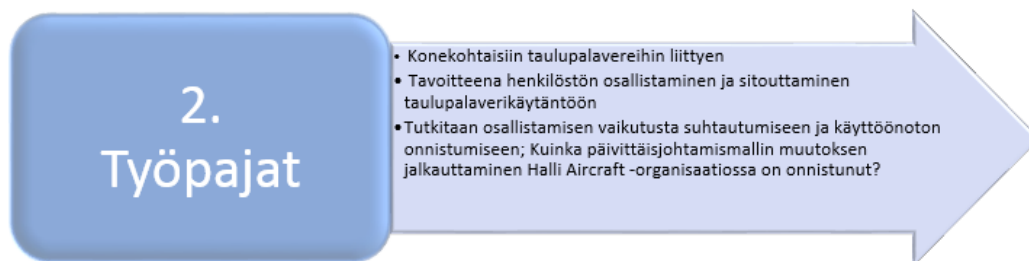 2.
Työpajat
• Konekohtaisiin taulupalavereihin liittyen
• Tavoitteena henkilöstön osallistaminen ja sitouttaminen
taulupalaverikäytäntöön
•Tutkitaan osallistamisen vaikutusta suhtautumiseen ja käyttöönoton
onnistumiseen; Kuinka päivittäisjohtamismallin muutoksen
jalkauttaminen Halli Aircraft -organisaatiossa on onnistunut?